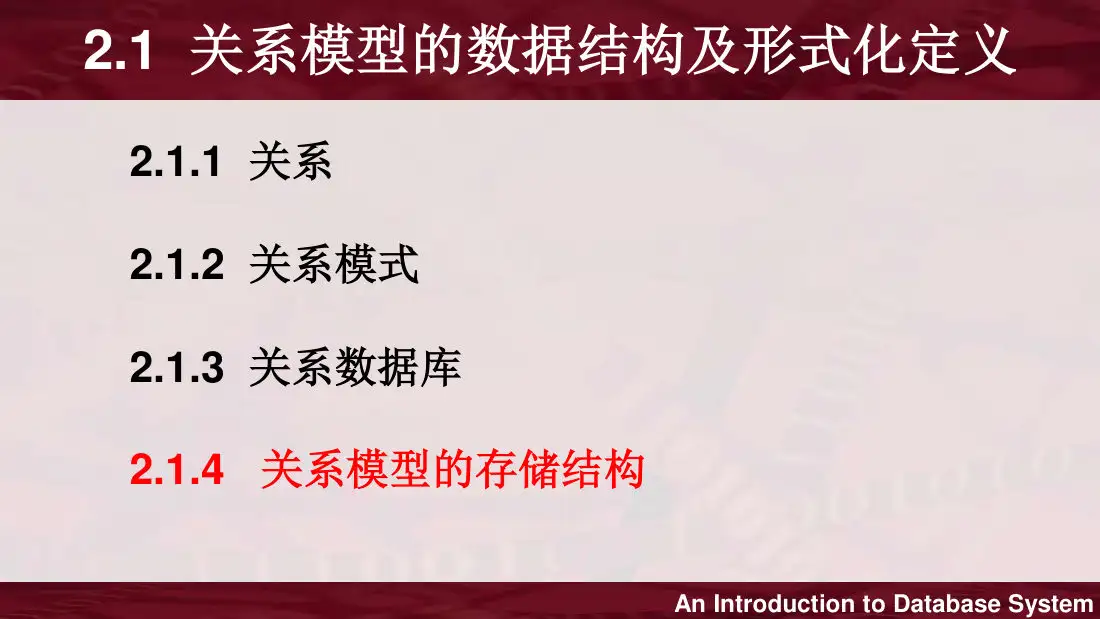 2.1 关系模型的数据结构及形式化定义
2.1.1 关系
2.1.2 关系模式
2.1.3 关系数据库
2.1.4 关系模型的存储结构
An Introduction to Database System